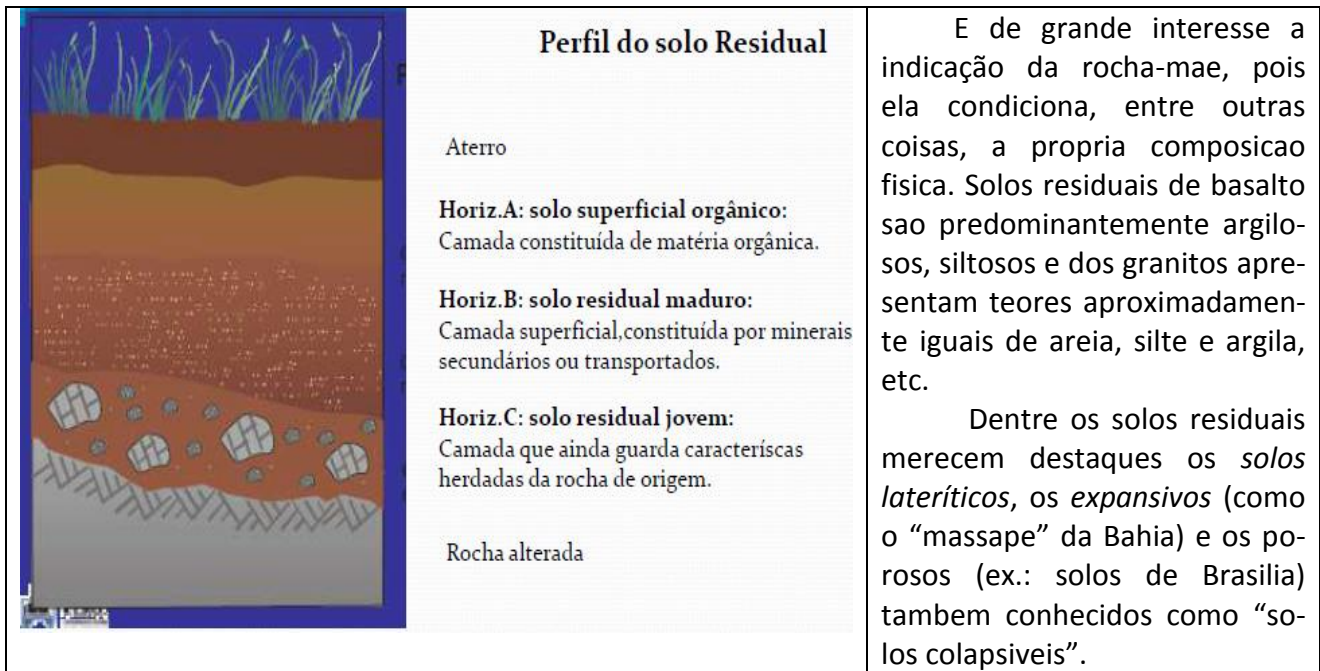 Perfil do solo Residual
Aterro
Horiz.A: solo superficial orgânico:
Camada constituída de matéria orgânica.
Horiz.B: solo residual maduro:
Camada superficial,constituída por minerais
secundários ou transportados.
Horiz.C: solo residual jovem:
Camada que ainda guarda caracteríscas
herdadas da rocha de origem.
Rocha alterada
E de grande interesse a
indicação da rocha-mae, pois
ela condiciona, entre outras
coisas, a propria composicao
fisica. Solos residuais de basalto
sao predominantemente argilo-
sos, siltosos e dos granitos apre-
sentam teores aproximadamen-
te iguais de areia, silte e argila,
etc.
Dentre os solos residuais
merecem destaques os solos
lateríticos, os expansivos (como
o “massape” da Bahia) e os po-
rosos (ex.: solos de Brasilia)
tambem conhecidos como “so-
los colapsiveis”.